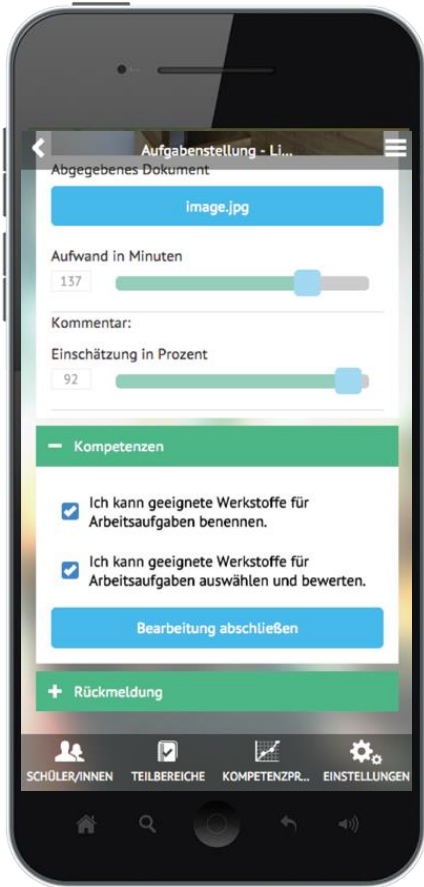 Aufgabenstellung - Li...
Abgegebenes Dokument
image.jpg
Aufwand in Minuten
137
Kommentar:
Einschätzung in Prozent
92
Kompetenzen
Ich kann geeignete Werkstoffe für
Arbeitsaufgaben benennen.
Ich kann geeignete Werkstoffe für
Arbeitsaufgaben auswählen und bewerten.
Bearbeitung abschließen
Rückmeldung
SCHÜLER/INNEN TEILBEREICHE KOMPETENZPR... EINSTELLUNGEN